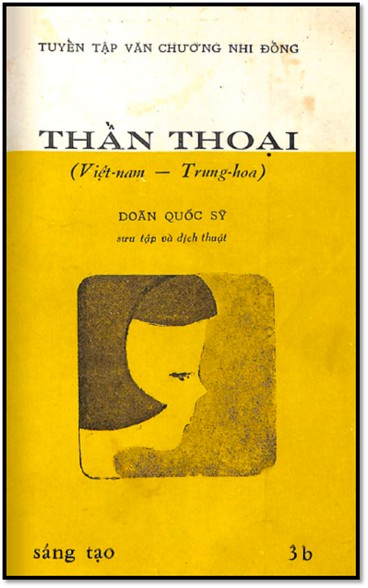 TUYỂN TẬP VĂN CHƯƠNG NHI ĐỒNG
THẦN THOẠI
(Việt-nam — Trung-hoa)
DOÃN QUỐC SỸ
sưu tập và dịch thuật
sáng tạo 3b